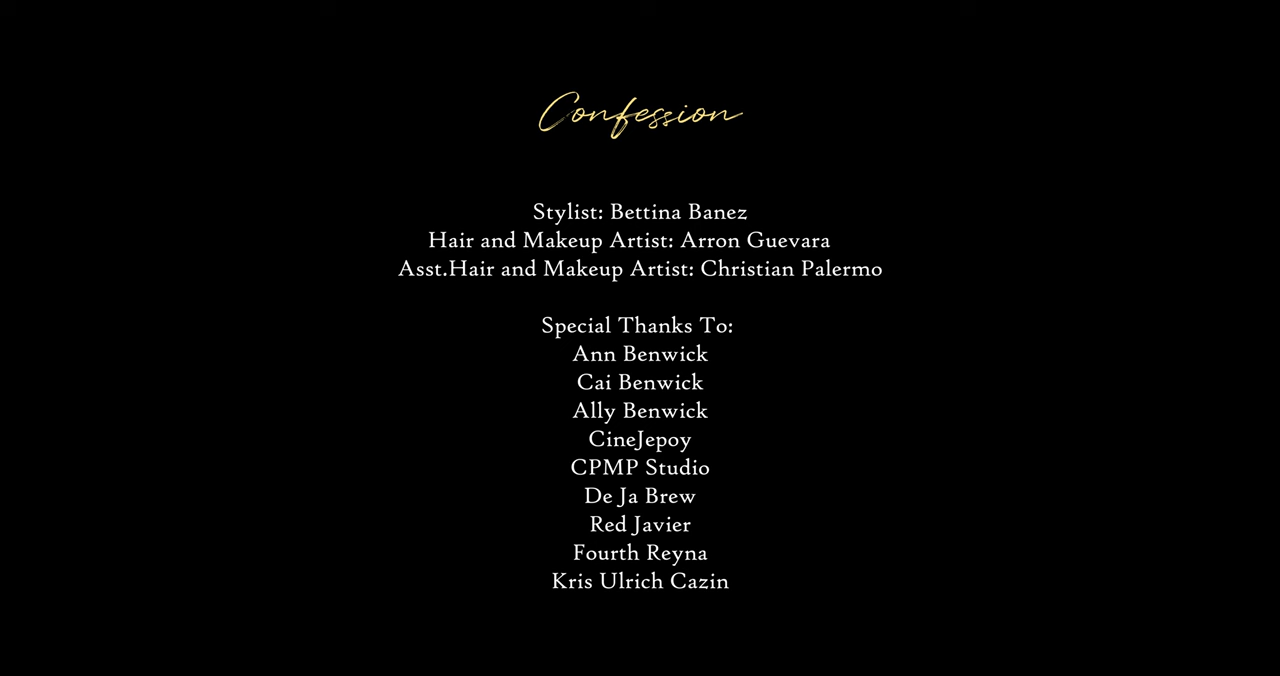 Confession
Stylist: Bettina Banez
Hair and Makeup Artist: Arron Guevara
Asst.Hair and Makeup Artist: Christian Palermo
Special Thanks To:
Ann Benwick
Cai Benwick
Ally Benwick
CineJepoy
CPMP Studio
De Ja Brew
Red Javier
Fourth Reyna
Kris Ulrich Cazin